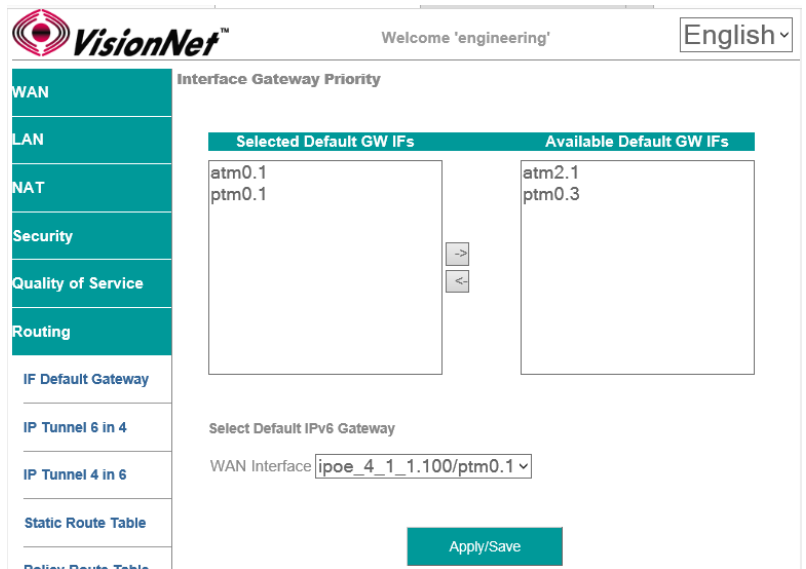 VisionNet™
Welcome 'engineering'
English
Interface Gateway Priority
WAN
LAN
NAT
Security
Quality of Service
Routing
IF Default Gateway
IP Tunnel 6 in 4
IP Tunnel 4 in 6
Static Route Table
Policy Route Table
Selected Default GW IFs
Available Default GW IFs
atm0.1
ptm0.1
->
<-
atm2.1
ptm0.3
Select Default IPv6 Gateway
WAN Interface ipoe_4_1_1.100/ptm0.1
Apply/Save